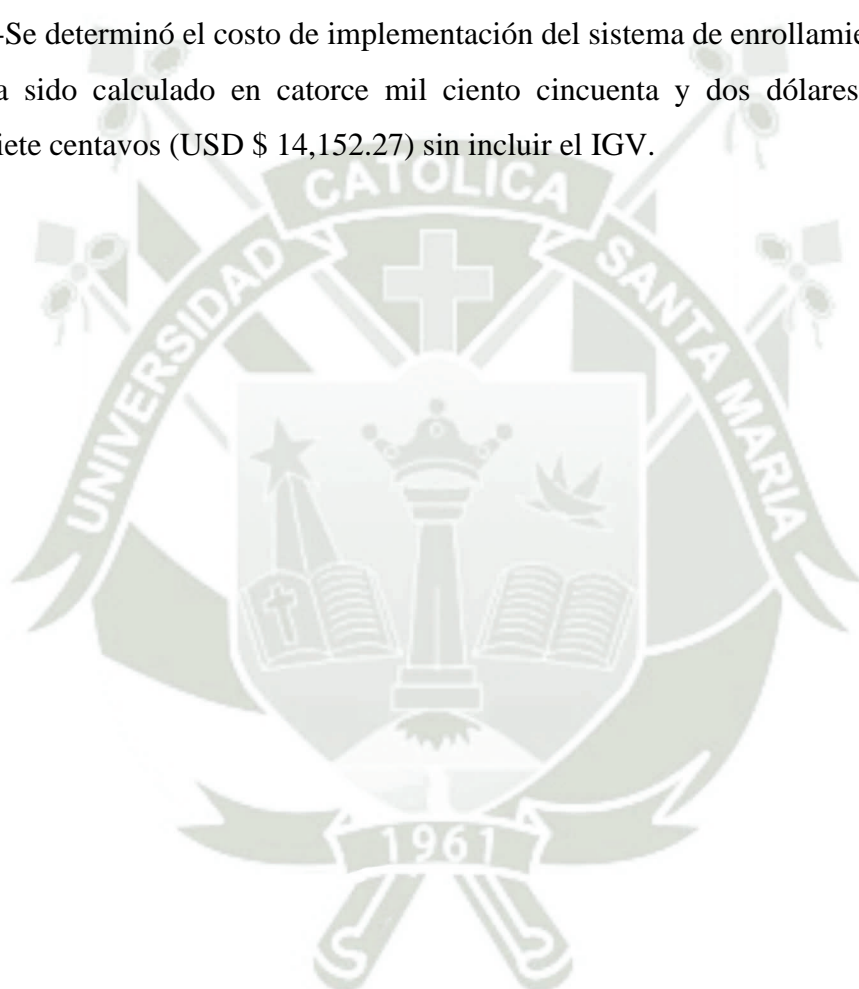 -Se determinó el costo de implementación del sistema de enrollamie
a sido calculado en catorce mil ciento cincuenta y dos dólares
iete centavos (USD $ 14,152.27) sin incluir el IGV.
UNIVERSIDAD CATOLICA SANTA MARIA
1961